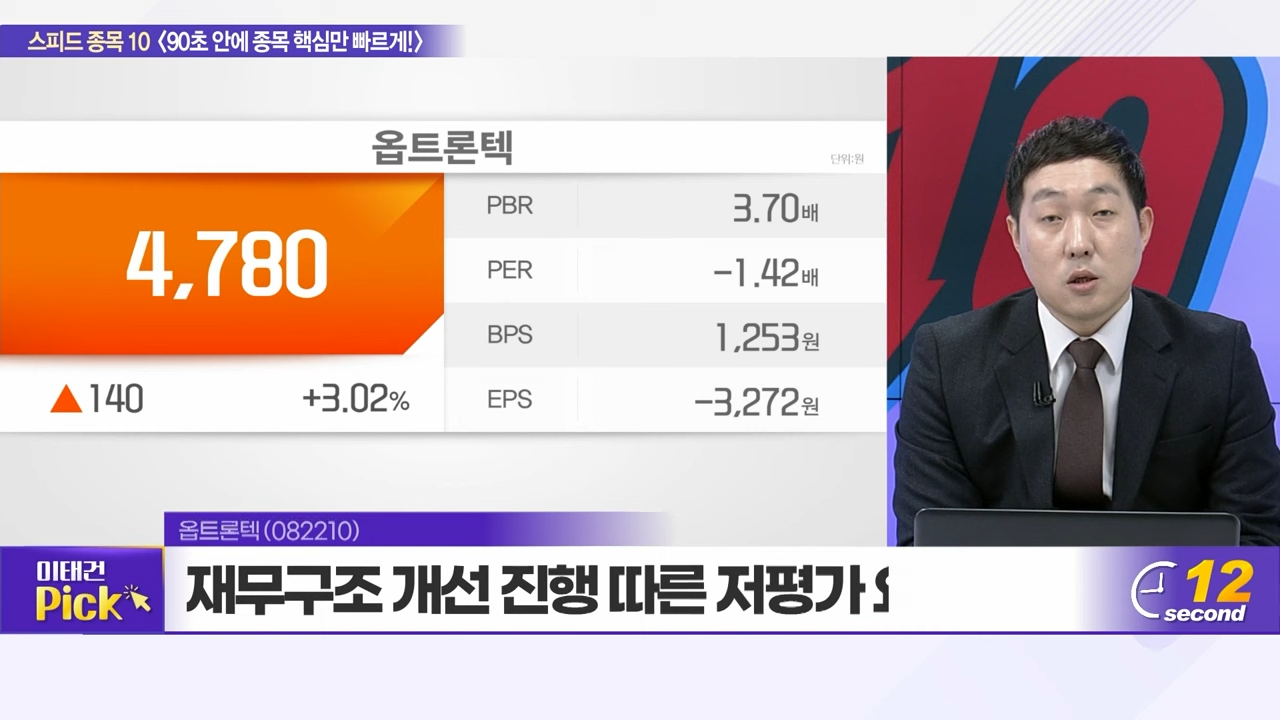 스피드 종목 10 〈90초 안에 종목 핵심만 빠르게!〉
옵트론텍
단위:원
4,780
▲140 +3.02%
PBR 3.70배
PER -1.42배
BPS 1,253원
EPS -3,272원
옵트론텍(082210)
이태건
Pick
재무구조 개선 진행 따른 저평가
12
second